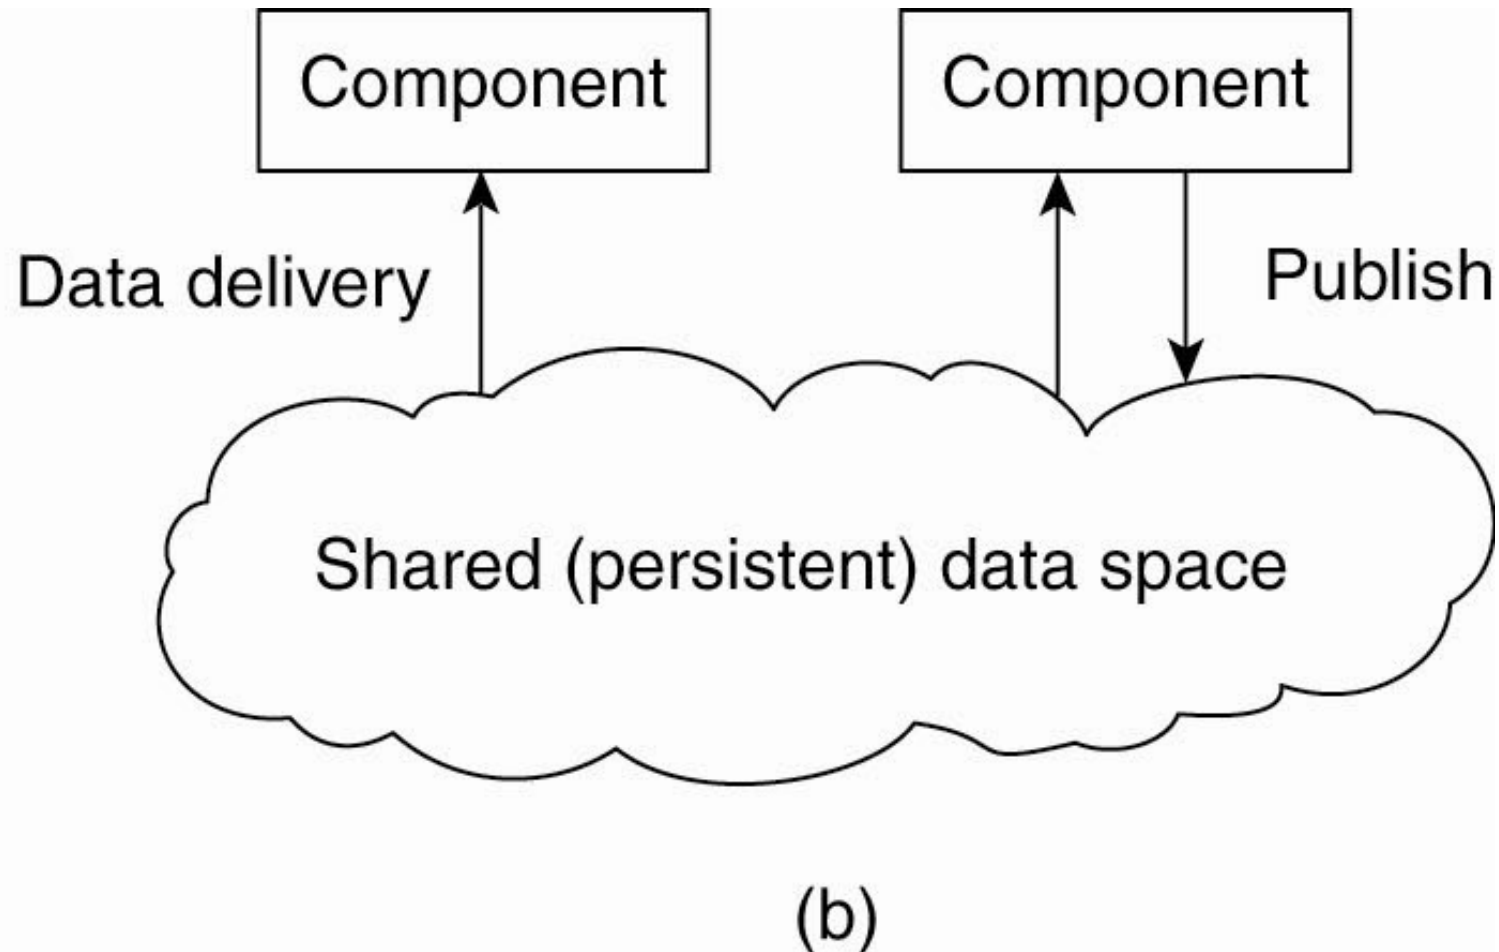 Component
Component
Data delivery
Publish
Shared (persistent) data space
(b)